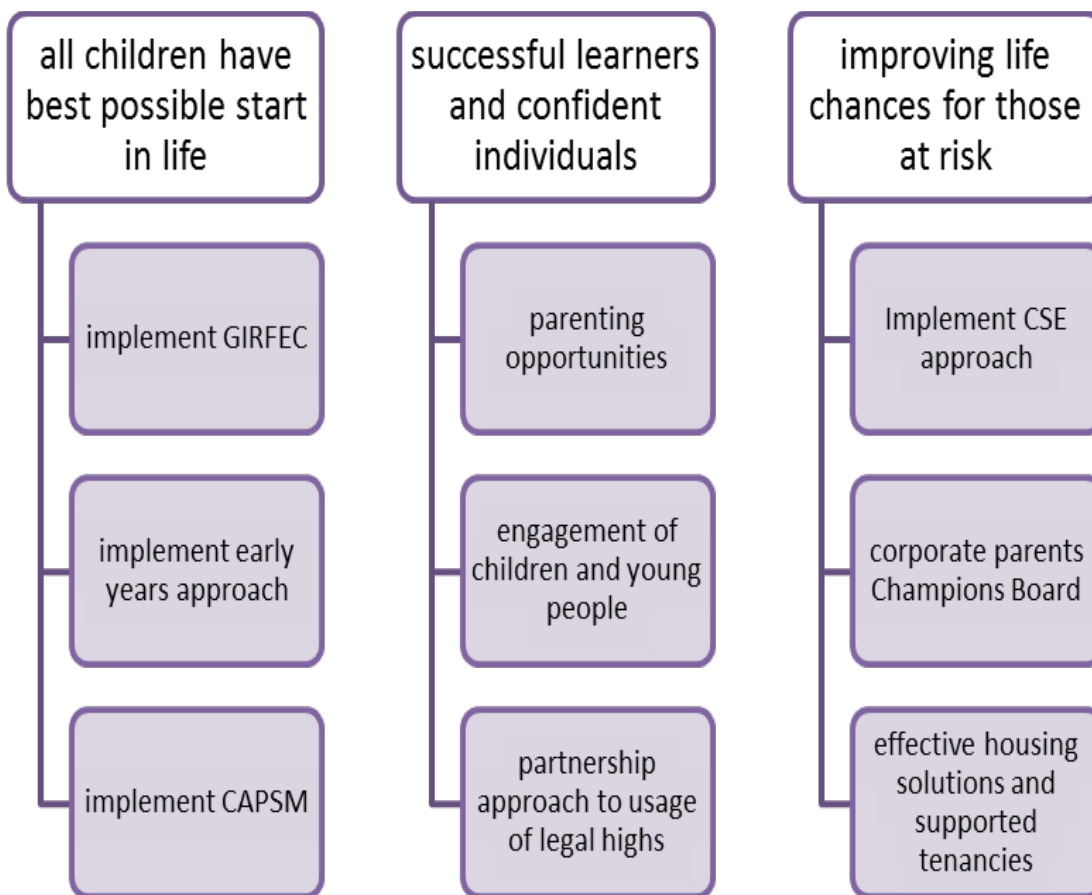 all children have
best possible start
in life
implement GIRFEC
implement early
years approach
implement CAPSM
successful learners
and confident
individuals
parenting
opportunities
engagement of
children and young
people
partnership
approach to usage
of legal highs
improving life
chances for those
at risk
Implement CSE
approach
corporate parents
Champions Board
effective housing
solutions and
supported
tenancies